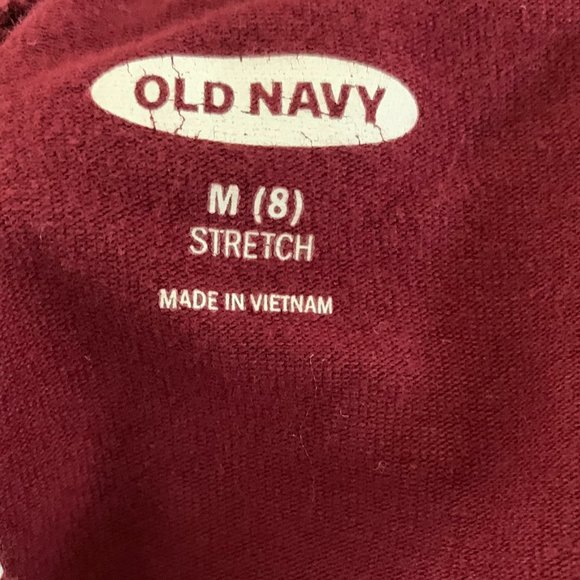 OLD NAVY
M (8)
STRETCH
MADE IN VIETNAM